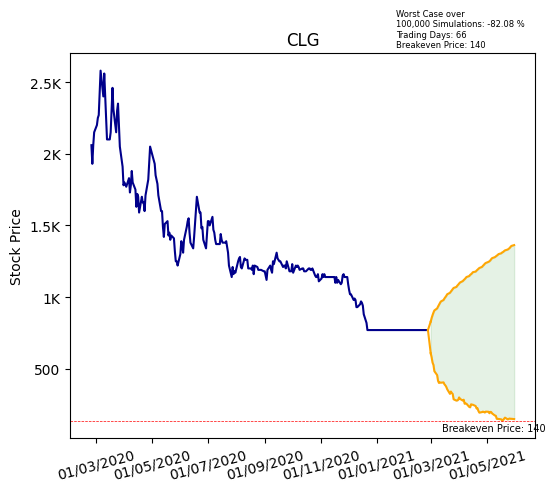 Worst Case over
100,000 Simulations: -82.08 %
Trading Days: 66
Breakeven Price: 140
CLG
Stock Price
2.5K
2K
1.5K
1K
500
Breakeven Price: 140
01/03/2020
01/05/2020
01/07/2020
01/09/2020
01/11/2020
01/01/2021
01/03/2021
01/05/2021